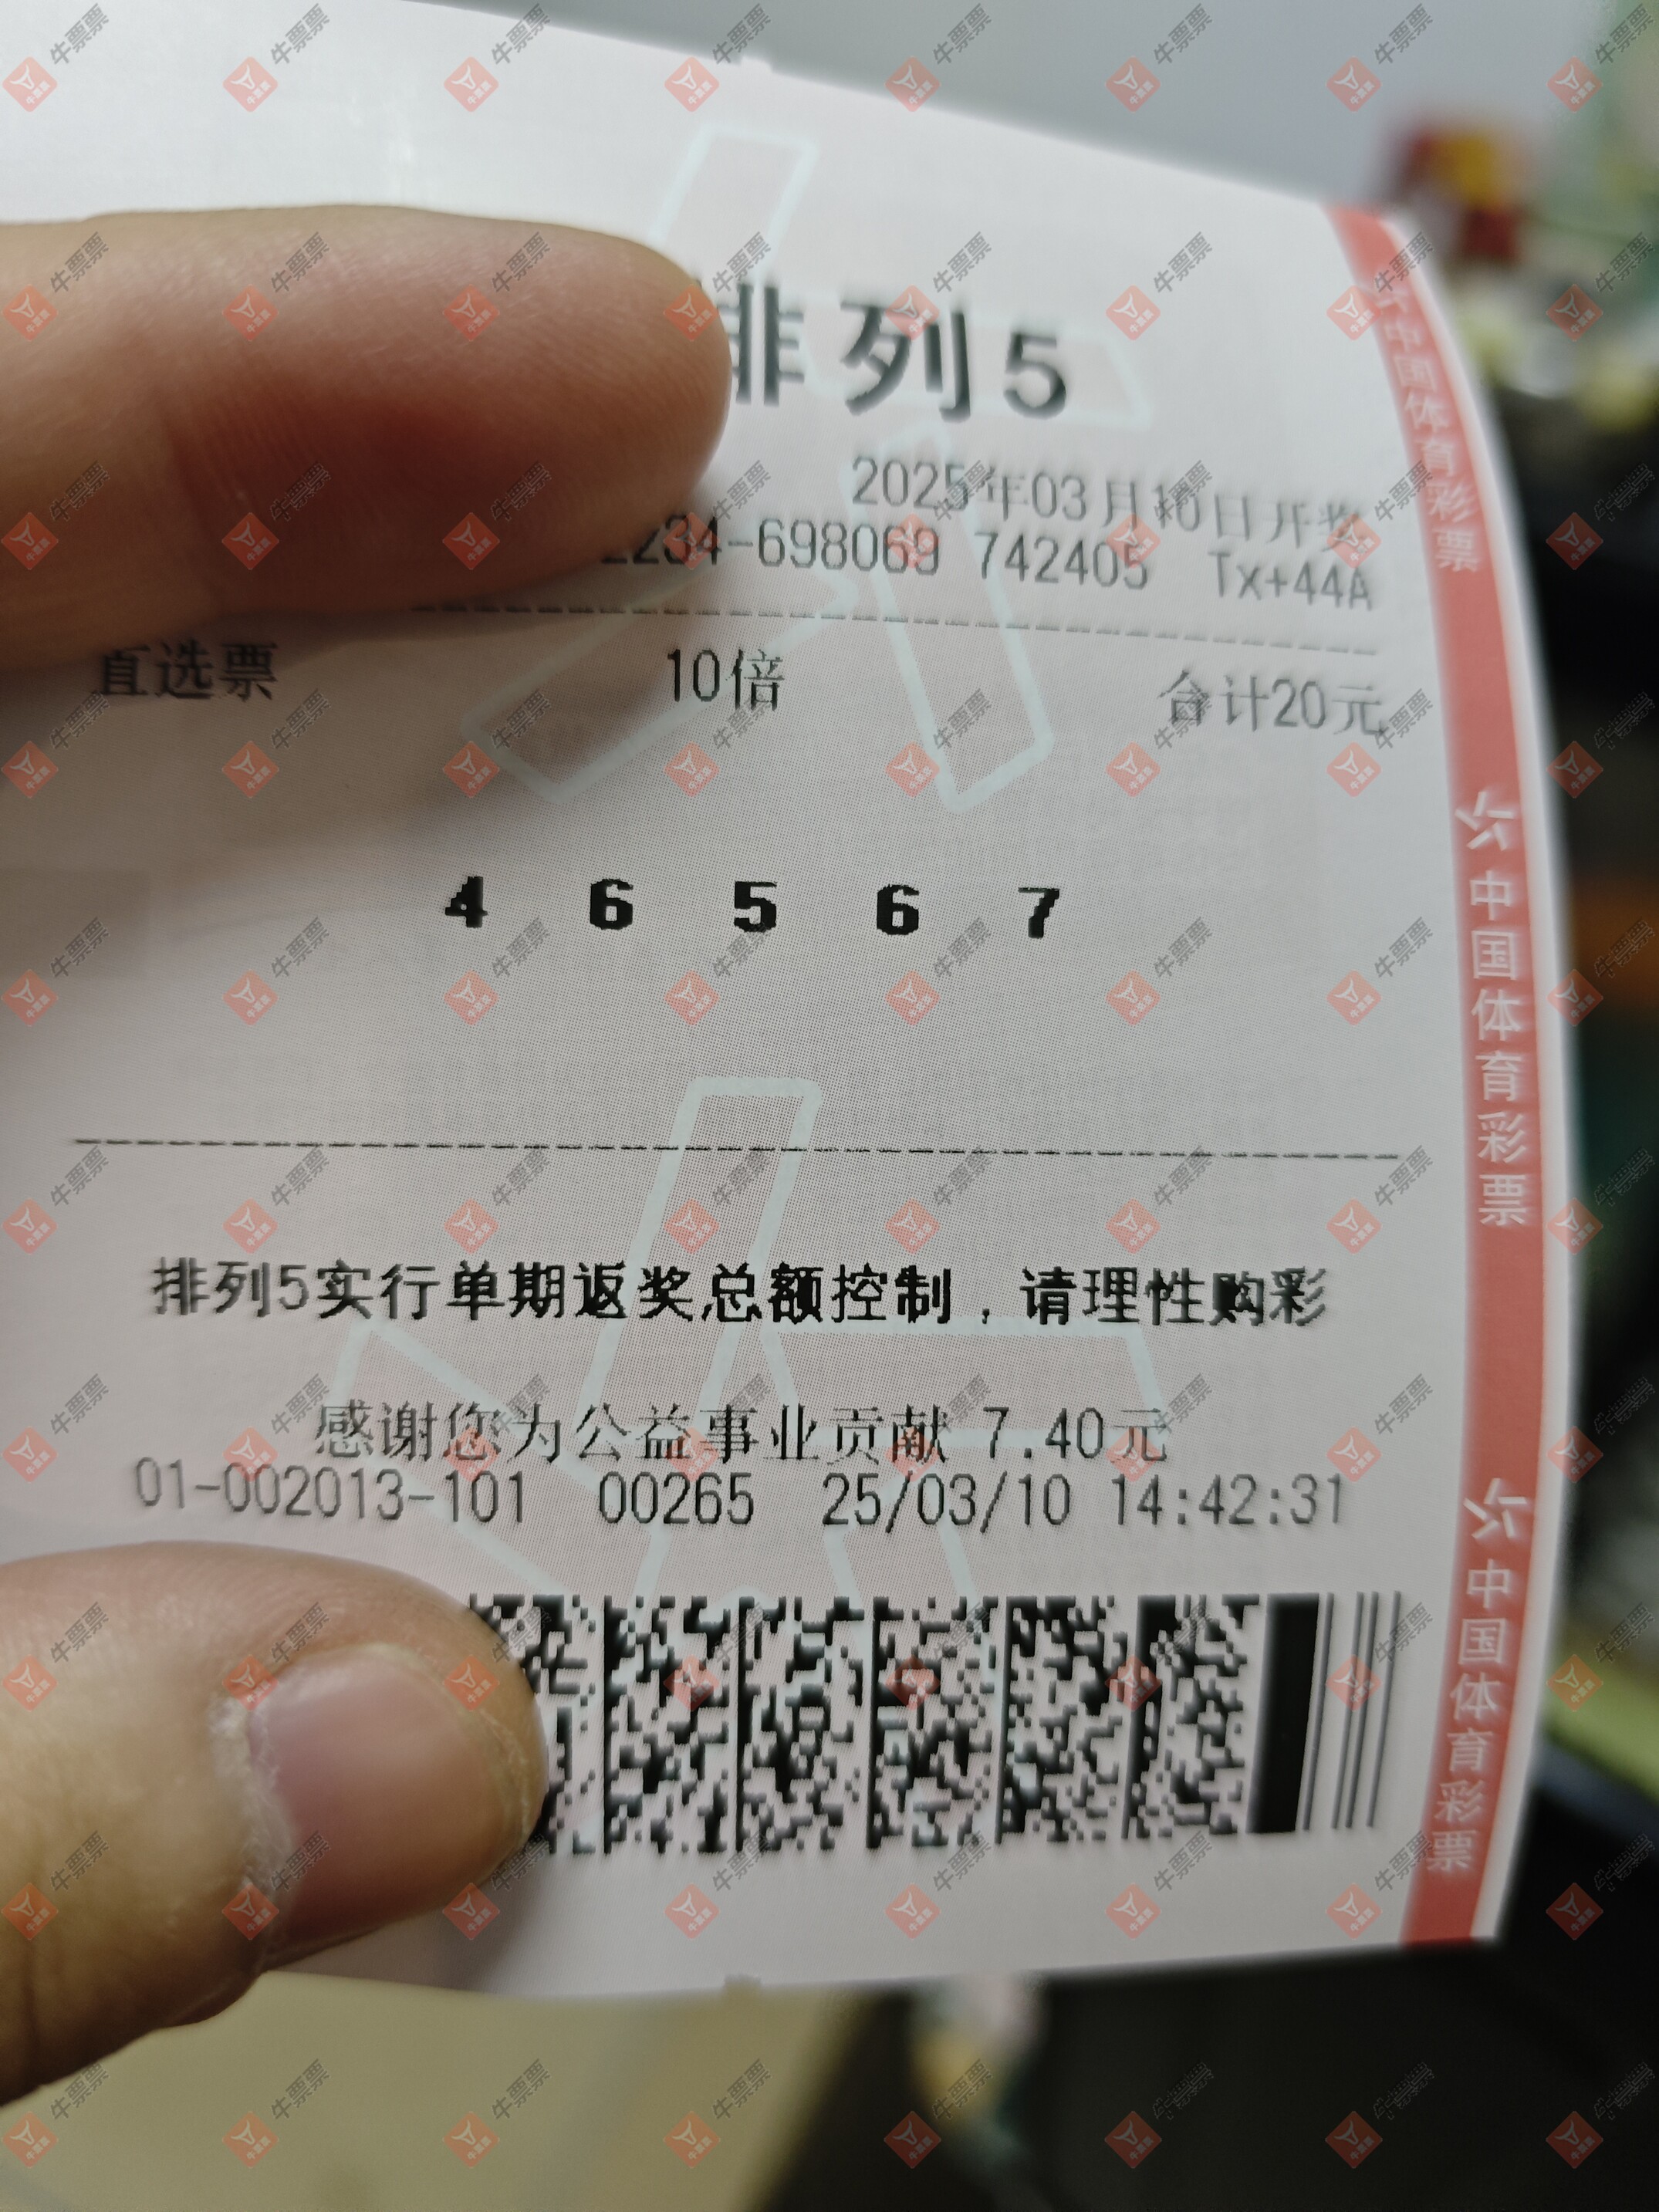 排列5
2025年03月10日开奖
2234-698069 742405 Tx+44A
直选票 10倍 合计20元
4 6 5 6 7
排列5实行单期返奖总额控制，请理性购彩
感谢您为公益事业贡献 7.40元
01-002013-101 00265 25/03/10 14:42:31
中国体育彩票
中国体育彩票
中国体育彩票
牛票票